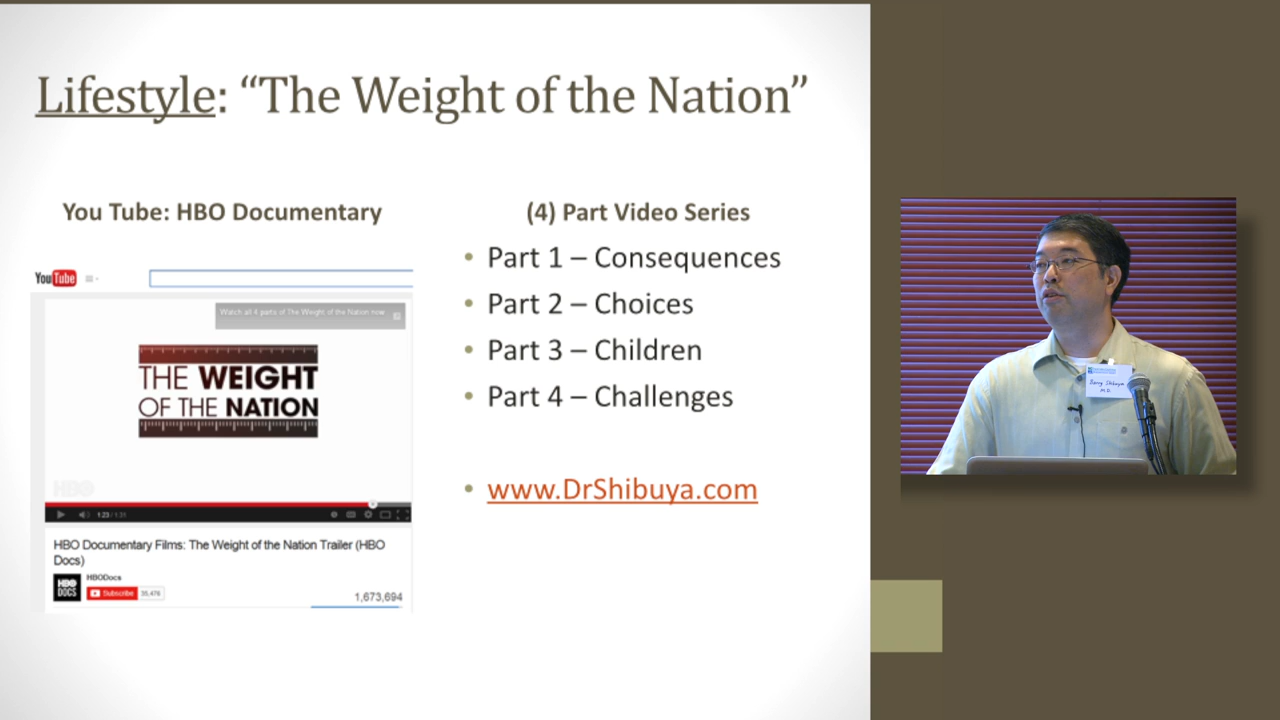 Lifestyle: “The Weight of the Nation”
You Tube: HBO Documentary
YouTube
Watch all 4 parts of The Weight of the Nation now
THE WEIGHT
OF THE NATION
HBO
1:23 / 1:31
HBO Documentary Films: The Weight of the Nation Trailer (HBO
Docs)
HBO
DOCS
HBODocs
Subscribe 35,476
1,673,694
(4) Part Video Series
• Part 1 – Consequences
• Part 2 – Choices
• Part 3 – Children
• Part 4 – Challenges
• www.DrShibuya.com
Shibuya
M.D.